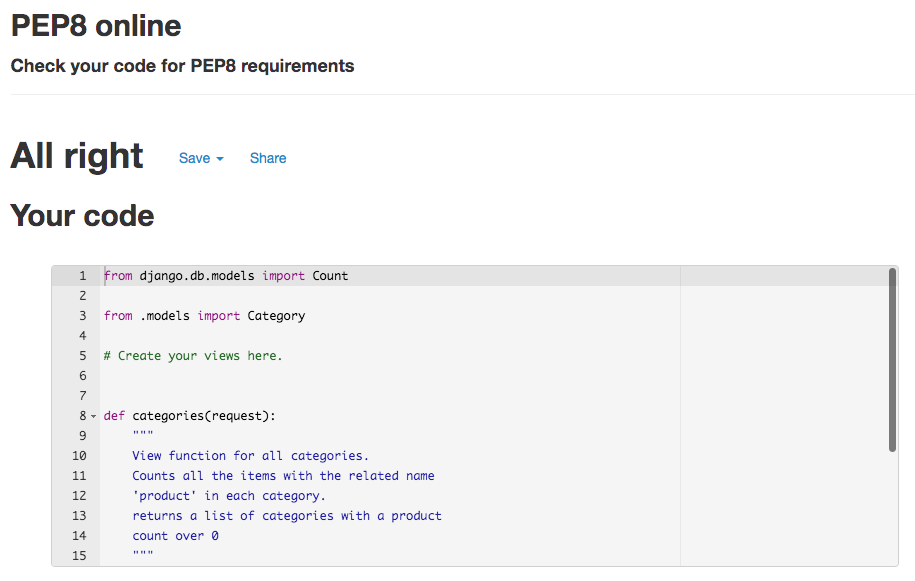 PEP8 online
Check your code for PEP8 requirements
All right Save Share
Your code
1 from django.db.models import Count
2
3 from .models import Category
4
5 # Create your views here.
6
7
8 def categories(request):
9 """
10 View function for all categories.
11 Counts all the items with the related name
12 'product' in each category.
13 returns a list of categories with a product
14 count over 0
15 """